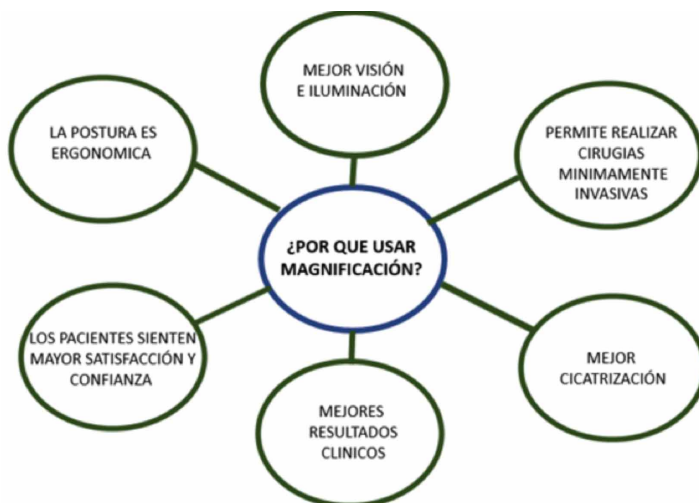 MEJOR VISIÓN
E ILUMINACIÓN
LA POSTURA ES
ERGONOMICA
PERMITE REALIZAR
CIRUGIAS
MINIMAMENTE
INVASIVAS
¿POR QUE USAR
MAGNIFICACIÓN?
LOS PACIENTES SIENTEN
MAYOR SATISFACCIÓN Y
CONFIANZA
MEJOR
CICATRIZACIÓN
MEJORES
RESULTADOS
CLINICOS